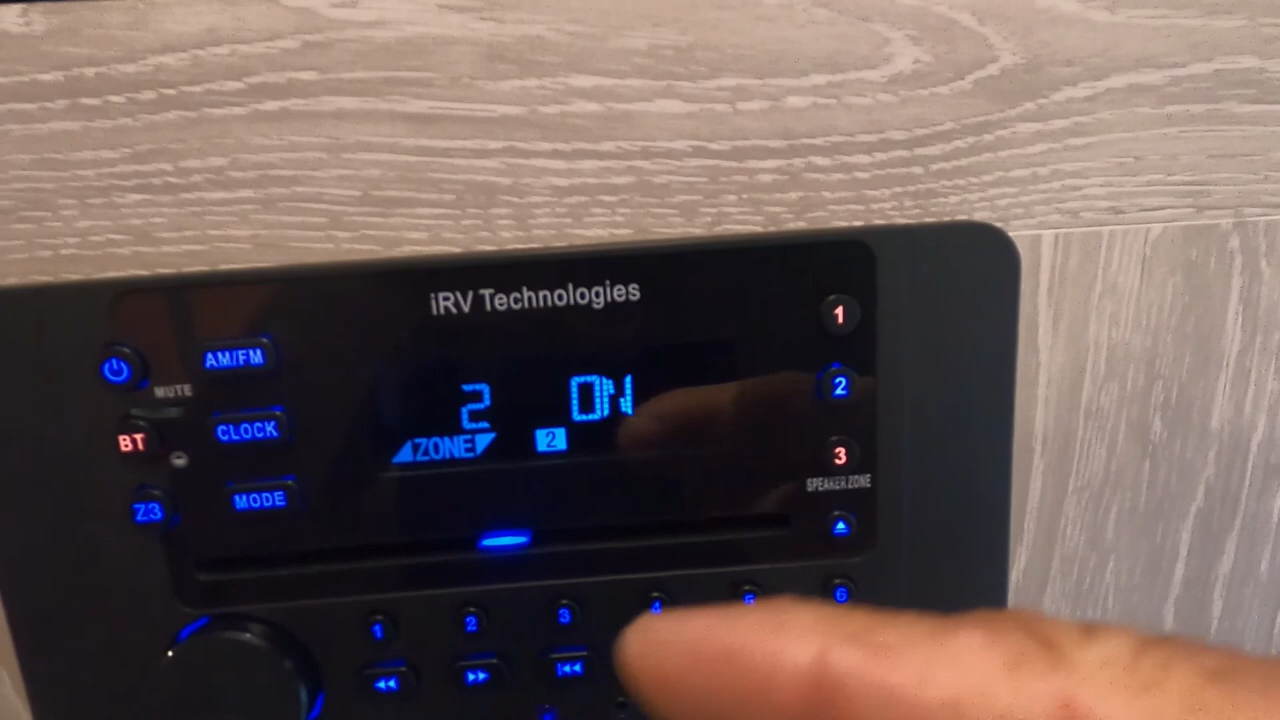 iRV Technologies
1
AM/FM
MUTE
2 ON
2
BT
CLOCK
ZONE 2
3
SPEAKER ZONE
Z3
MODE
1 2 3 4 5 6